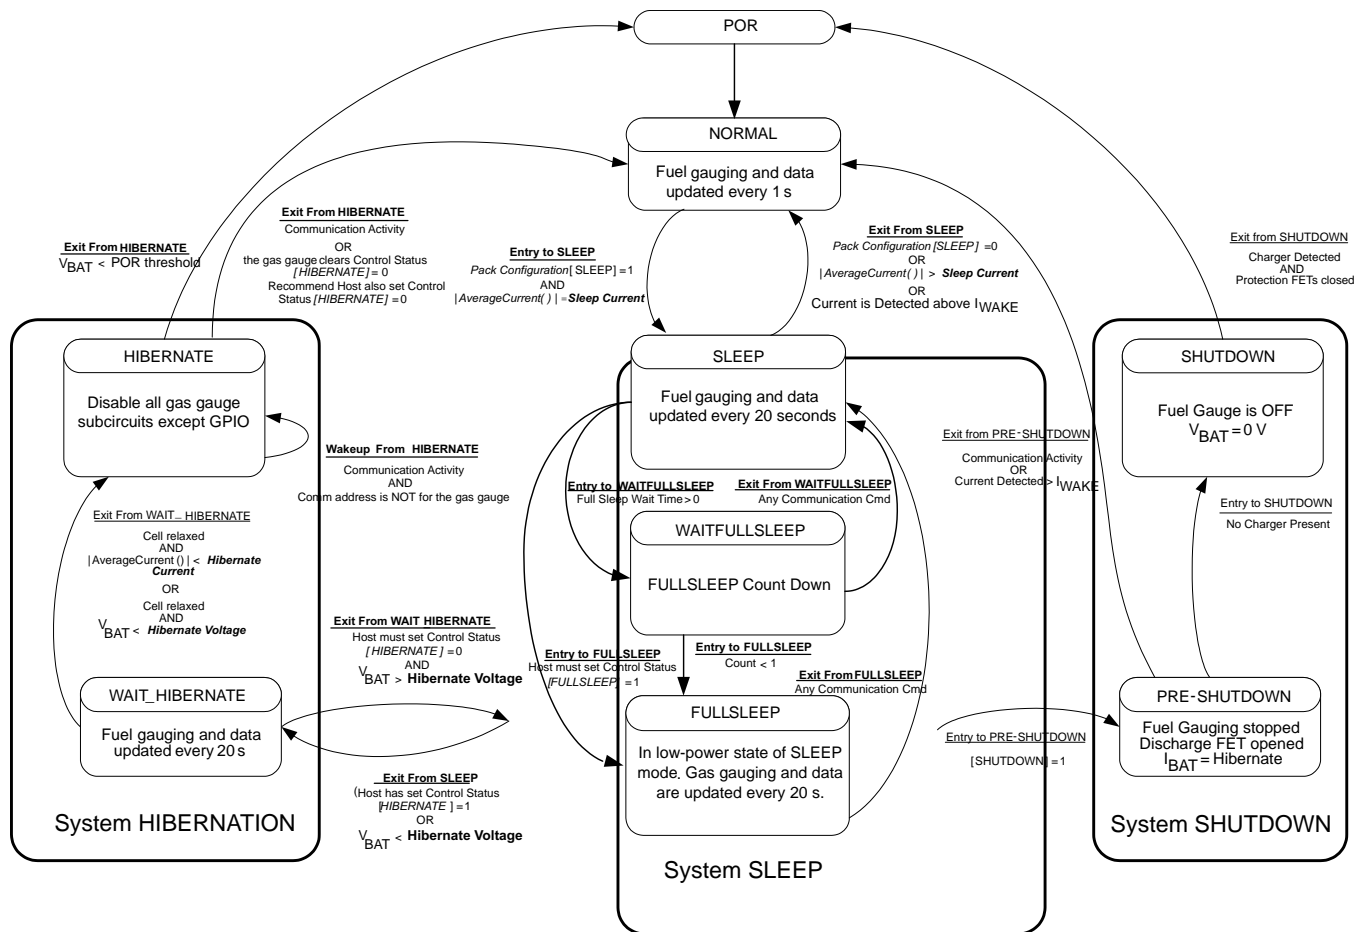 POR
NORMAL
Fuel gauging and data
updated every 1 s
Exit From HIBERNATE
V BAT < POR threshold
Exit From HIBERNATE
Communication Activity
OR
the gas gauge clears Control Status
[HIBERNATE] = 0
Recommend Host also set Control
Status [HIBERNATE] = 0
Entry to SLEEP
Pack Configuration [ SLEEP] = 1
AND
| AverageCurrent( ) | = Sleep Current
Exit From SLEEP
Pack Configuration [SLEEP] = 0
OR
| AverageCurrent( ) | > Sleep Current
OR
Current is Detected above I WAKE
Exit from SHUTDOWN
Charger Detected
AND
Protection FETs closed
HIBERNATE
Disable all gas gauge
subcircuits except GPIO
Wakeup From HIBERNATE
Communication Activity
AND
Comm address is NOT for the gas gauge
Exit From WAIT_ HIBERNATE
Cell relaxed
AND
| AverageCurrent () | < Hibernate
Current
OR
Cell relaxed
AND
V BAT < Hibernate Voltage
WAIT_HIBERNATE
Fuel gauging and data
updated every 20 s
System HIBERNATION
Exit From WAIT_HIBERNATE
Host must set Control Status
[HIBERNATE] = 0
AND
V BAT > Hibernate Voltage
Exit From SLEEP
(Host has set Control Status
[HIBERNATE ] = 1
OR
V BAT < Hibernate Voltage
SLEEP
Fuel gauging and data
updated every 20 seconds
Entry to WAITFULLSLEEP
Full Sleep Wait Time > 0
Exit From WAITFULLSLEEP
Any Communication Cmd
WAITFULLSLEEP
FULLSLEEP Count Down
Entry to FULLSLEEP
Count < 1
Entry to FULLSLEEP
Host must set Control Status
[FULLSLEEP] = 1
Exit From FULLSLEEP
Any Communication Cmd
FULLSLEEP
In low-power state of SLEEP
mode. Gas gauging and data
are updated every 20 s.
System SLEEP
Exit from PRE-SHUTDOWN
Communication Activity
OR
Current Detected > I WAKE
Entry to PRE-SHUTDOWN
[SHUTDOWN] = 1
SHUTDOWN
Fuel Gauge is OFF
V BAT = 0 V
Entry to SHUTDOWN
No Charger Present
PRE-SHUTDOWN
Fuel Gauging stopped
Discharge FET opened
I BAT = Hibernate
System SHUTDOWN